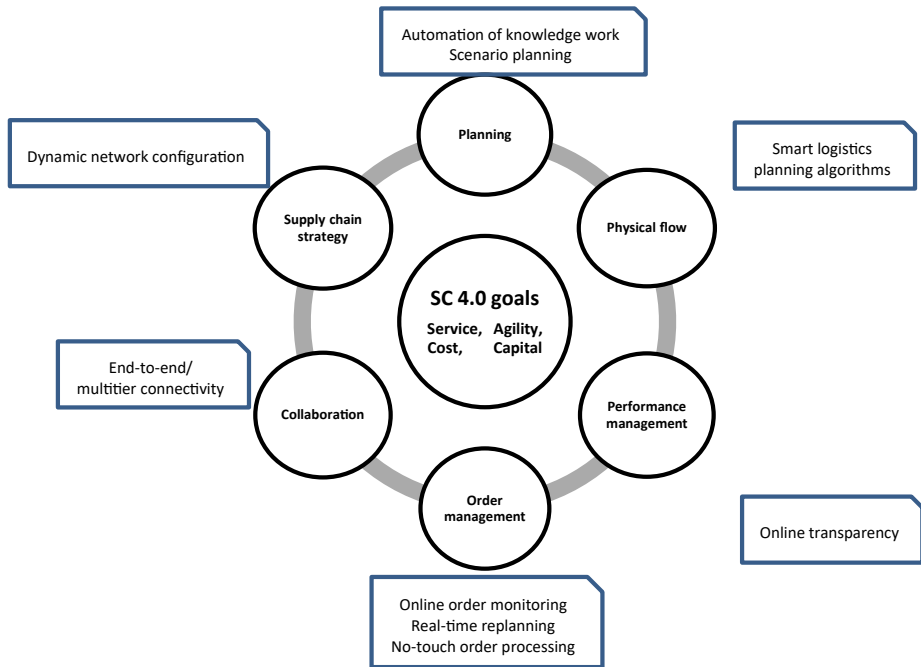 Automation of knowledge work
Scenario planning
Planning
Dynamic network configuration
Smart logistics
planning algorithms
Supply chain
strategy
Physical flow
SC 4.0 goals
Service, Agility,
Cost, Capital
End-to-end/
multitier connectivity
Collaboration
Performance
management
Order
management
Online transparency
Online order monitoring
Real-time replanning
No-touch order processing